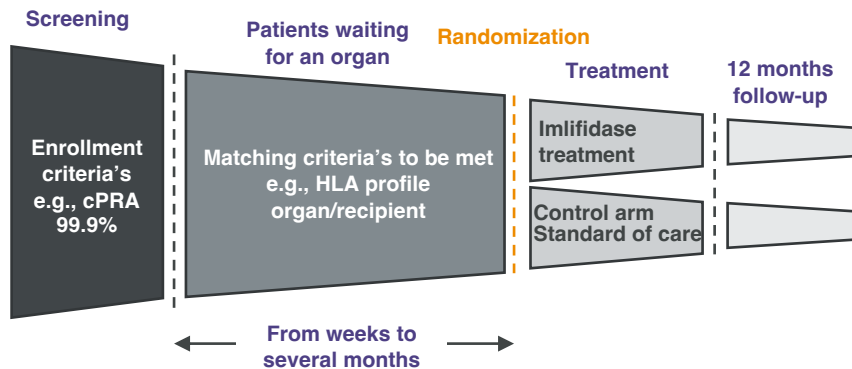 Screening
Patients waiting
for an organ
Randomization
Treatment
12 months
follow-up
Enrollment
criteria's
e.g., cPRA
99.9%
Matching criteria's to be met
e.g., HLA profile
organ/recipient
Imlifidase
treatment
Control arm
Standard of care
From weeks to
several months